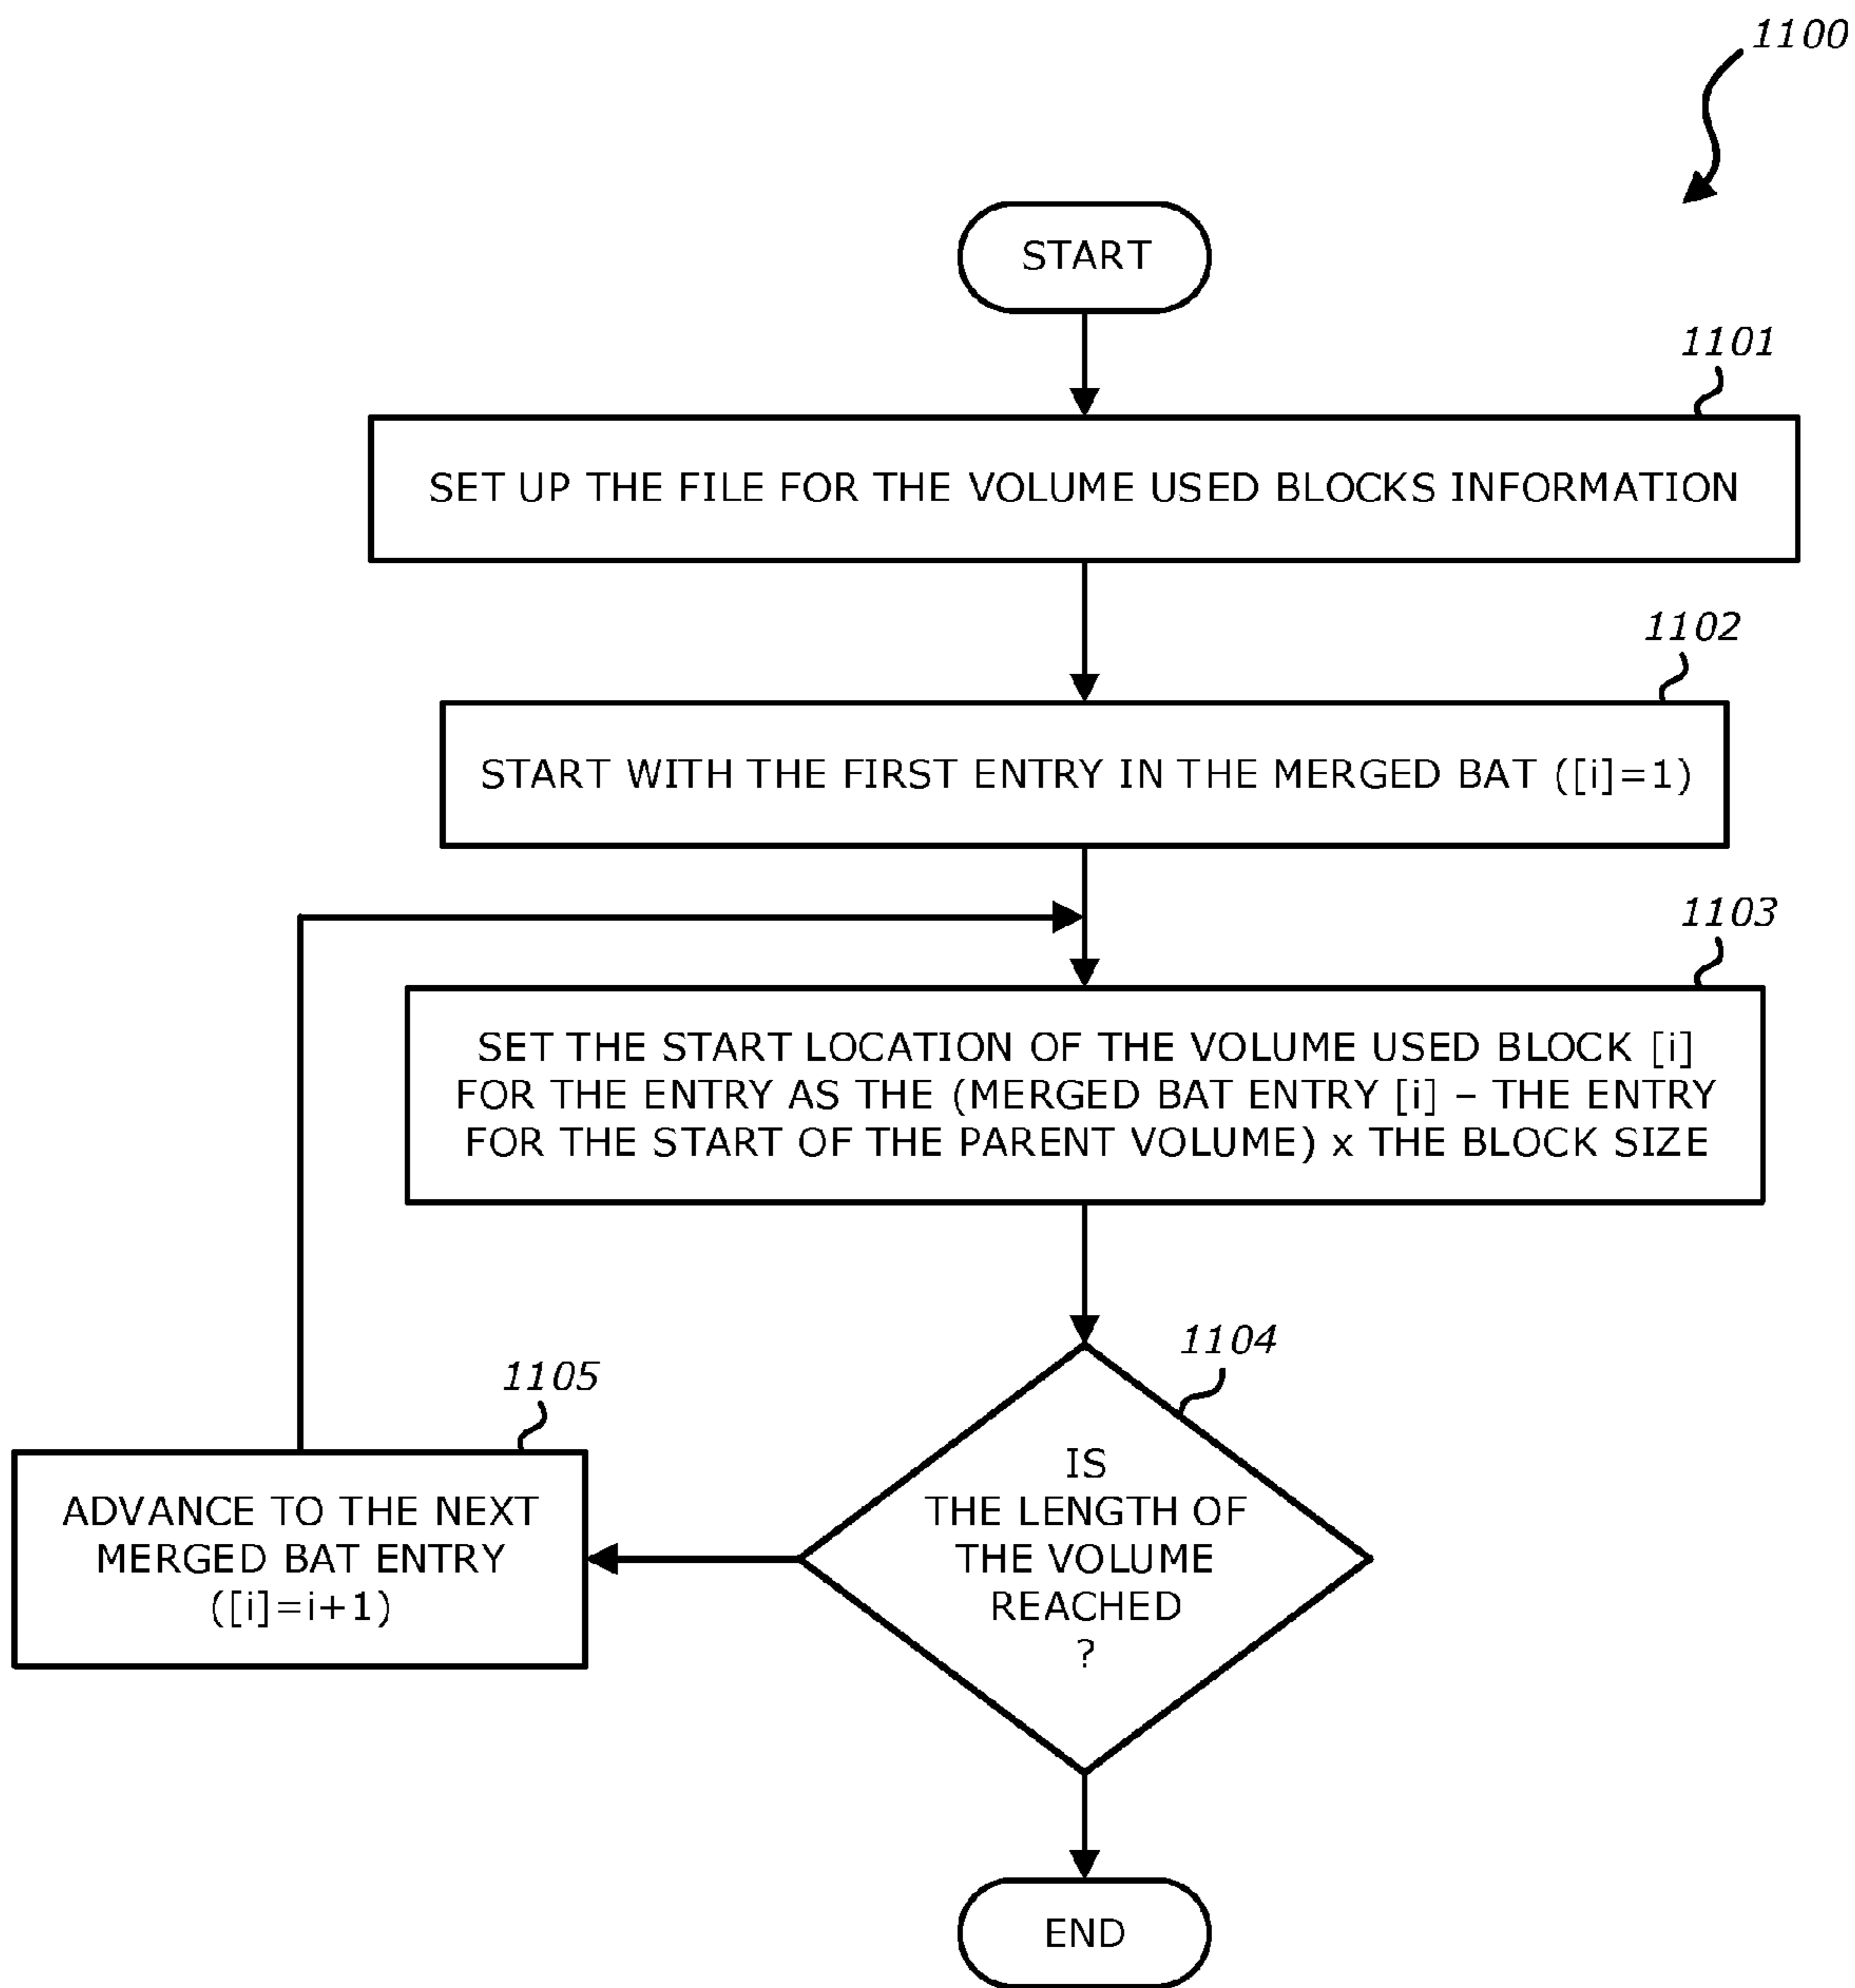 1100
START
1101
SET UP THE FILE FOR THE VOLUME USED BLOCKS INFORMATION
1102
START WITH THE FIRST ENTRY IN THE MERGED BAT ([i]=1)
1103
SET THE START LOCATION OF THE VOLUME USED BLOCK [i]
FOR THE ENTRY AS THE (MERGED BAT ENTRY [i] – THE ENTRY
FOR THE START OF THE PARENT VOLUME) x THE BLOCK SIZE
1104
IS
THE LENGTH OF
THE VOLUME
REACHED
?
1105
ADVANCE TO THE NEXT
MERGED BAT ENTRY
([i]=i+1)
END